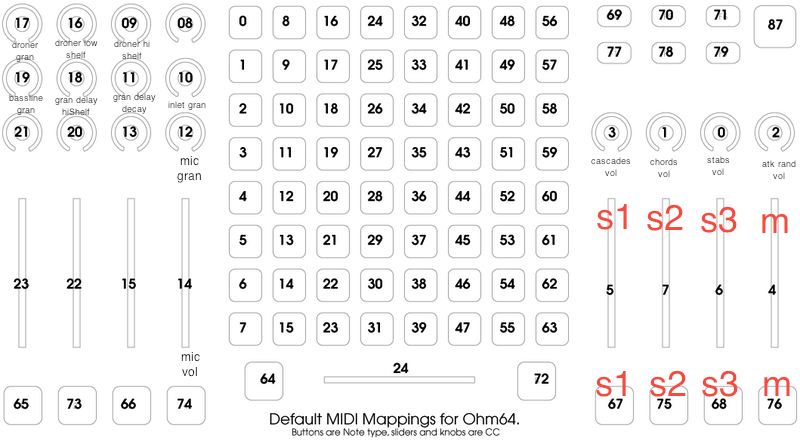 17 16 09 08
droner gran
droner low shelf
droner hi shelf
19 18 11 10
bassline gran
gran delay hiShelf
gran delay decay
inlet gran
21 20 13 12
mic gran
23 22 15 14
mic vol
65 73 66 74
0 8 16 24 32 40 48 56
1 9 17 25 33 41 49 57
2 10 18 26 34 42 50 58
3 11 19 27 35 43 51 59
4 12 20 28 36 44 52 60
5 13 21 29 37 45 53 61
6 14 22 30 38 46 54 62
7 15 23 31 39 47 55 63
64 24 72
Default MIDI Mappings for Ohm64.
Buttons are Note type, sliders and knobs are CC
69 70 71 87
77 78 79
3 1 0 2
cascades vol
chords vol
stabs vol
atk rand vol
s1 s2 s3 m
5 7 6 4
s1 s2 s3 m
67 75 68 76